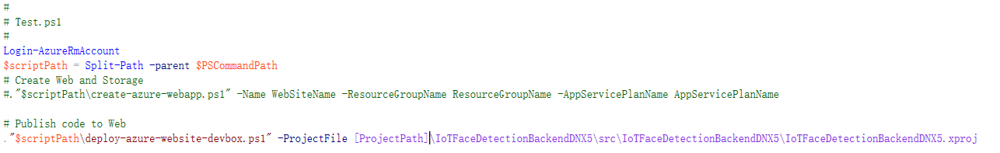 #
# Test.ps1
#
Login-AzureRmAccount
$scriptPath = Split-Path -parent $PSCommandPath
# Create Web and Storage
#."$scriptPath\create-azure-webapp.ps1" -Name WebSiteName -ResourceGroupName ResourceGroupName -AppServicePlanName AppServicePlanName
# Publish code to Web
."$scriptPath\deploy-azure-website-devbox.ps1" -ProjectFile [ProjectPath]\IoTFaceDetectionBackendDNX5\src\IoTFaceDetectionBackendDNX5\IoTFaceDetectionBackendDNX5.xproj